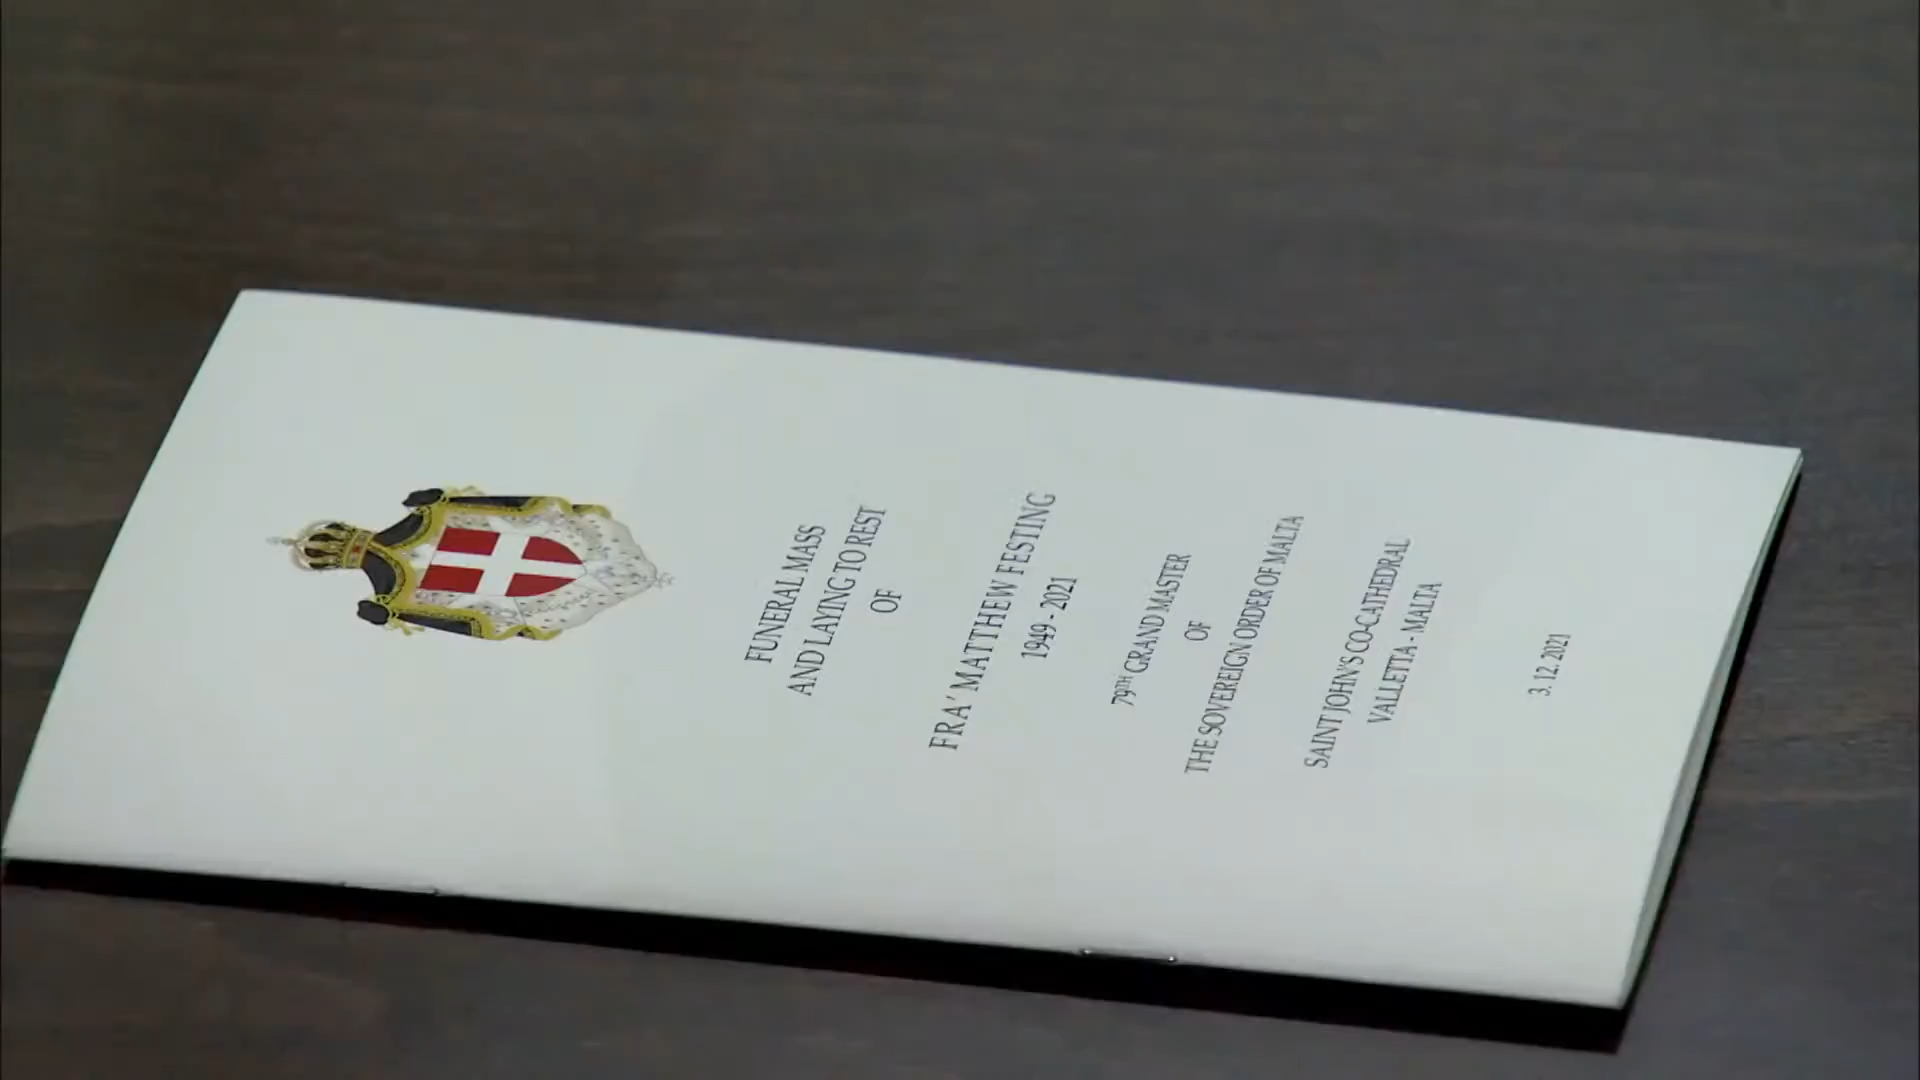 FUNERAL MASS
AND LAYING TO REST
OF
FRA' MATTHEW FESTING
1949 - 2021
79TH GRAND MASTER
OF
THE SOVEREIGN ORDER OF MALTA
SAINT JOHN'S CO-CATHEDRAL
VALLETTA - MALTA
3. 12. 2021